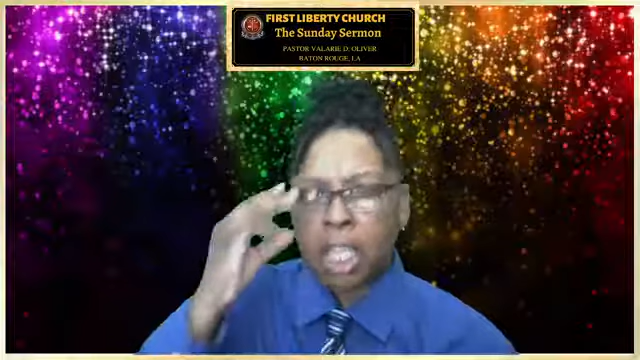 FIRST LIBERTY CHURCH
The Sunday Sermon
PASTOR VALARIE D. OLIVER
BATON ROUGE, LA